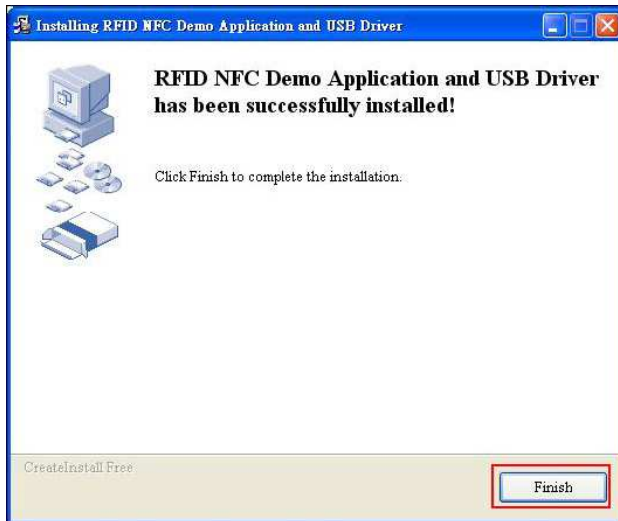 Installing RFID NFC Demo Application and USB Driver
RFID NFC Demo Application and USB Driver
has been successfully installed!
Click Finish to complete the installation.
CreateInstall Free
Finish